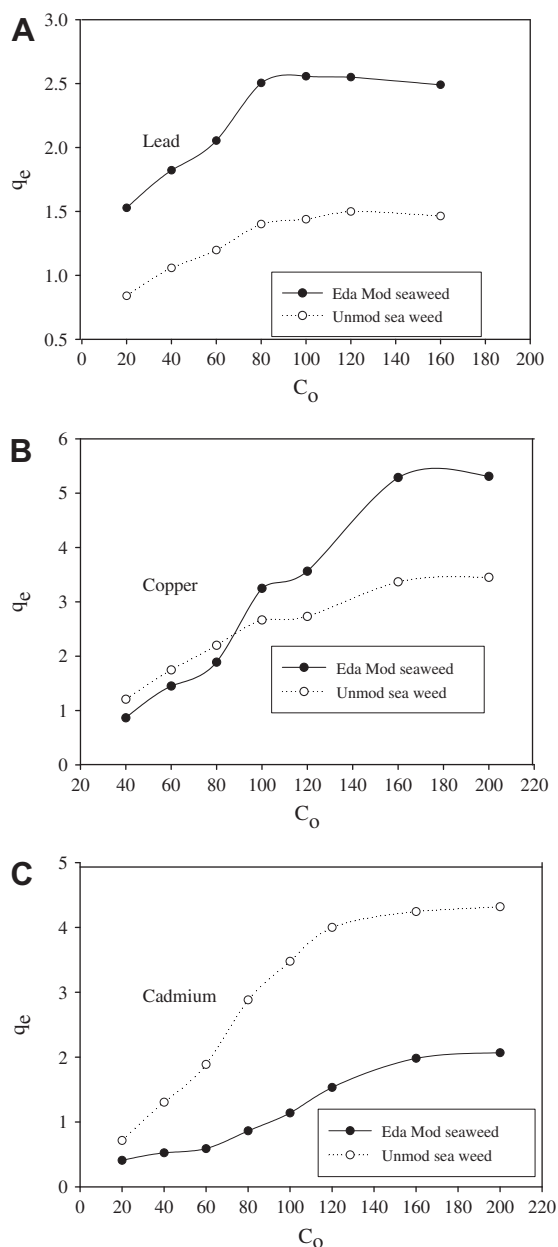 A
3.0
2.5
2.0
1.5
1.0
0.5
qe
Lead
Eda Mod seaweed
Unmod sea weed
0 20 40 60 80 100 120 140 160 180 200
Co
B
6
5
4
3
2
1
0
qe
Copper
Eda Mod seaweed
Unmod sea weed
20 40 60 80 100 120 140 160 180 200 220
Co
C
5
4
3
2
1
0
qe
Cadmium
Eda Mod seaweed
Unmod sea weed
0 20 40 60 80 100 120 140 160 180 200 220
Co